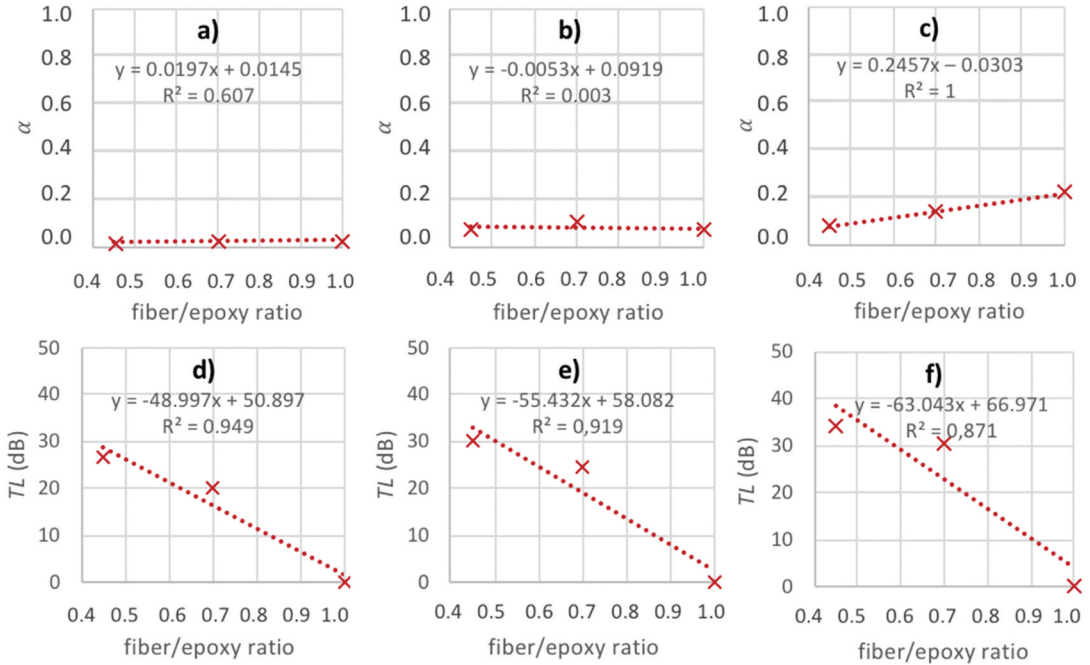 a)
y = 0.0197x + 0.0145
R² = 0.607
1.0
0.8
0.6
0.4
0.2
0.0
α
0.4 0.5 0.6 0.7 0.8 0.9 1.0
fiber/epoxy ratio
b)
y = -0.0053x + 0.0919
R² = 0.003
1.0
0.8
0.6
0.4
0.2
0.0
α
0.4 0.5 0.6 0.7 0.8 0.9 1.0
fiber/epoxy ratio
c)
y = 0.2457x – 0.0303
R² = 1
1.0
0.8
0.6
0.4
0.2
0.0
α
0.4 0.5 0.6 0.7 0.8 0.9 1.0
fiber/epoxy ratio
d)
y = -48.997x + 50.897
R² = 0.949
50
40
30
20
10
0
TL (dB)
0.4 0.5 0.6 0.7 0.8 0.9 1.0
fiber/epoxy ratio
e)
y = -55.432x + 58.082
R² = 0,919
50
40
30
20
10
0
TL (dB)
0.4 0.5 0.6 0.7 0.8 0.9 1.0
fiber/epoxy ratio
f)
y = -63.043x + 66.971
R² = 0,871
50
40
30
20
10
0
TL (dB)
0.4 0.5 0.6 0.7 0.8 0.9 1.0
fiber/epoxy ratio